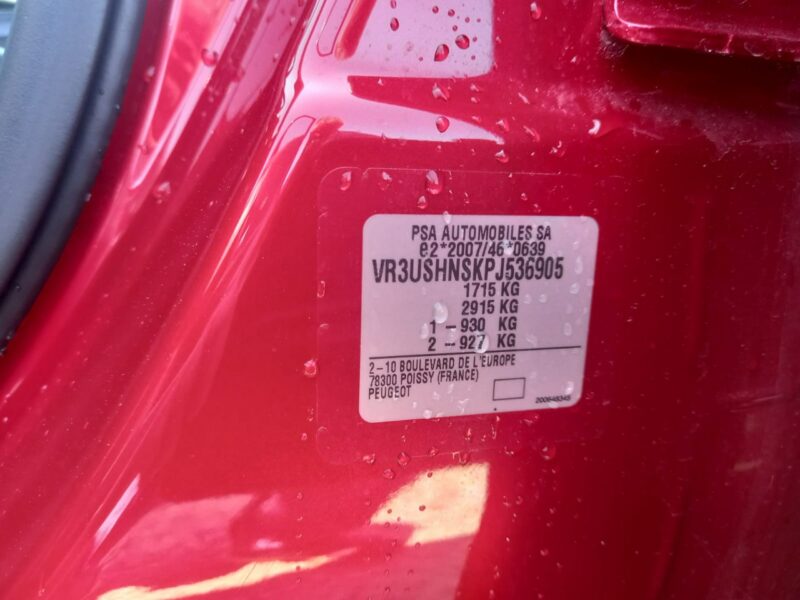 PSA AUTOMOBILES SA
e2*2007/46*0639
VR3USHNSKPJ536905
1715 KG
2915 KG
1 – 930 KG
2 – 927 KG
2–10 BOULEVARD DE L'EUROPE
78300 POISSY (FRANCE)
PEUGEOT